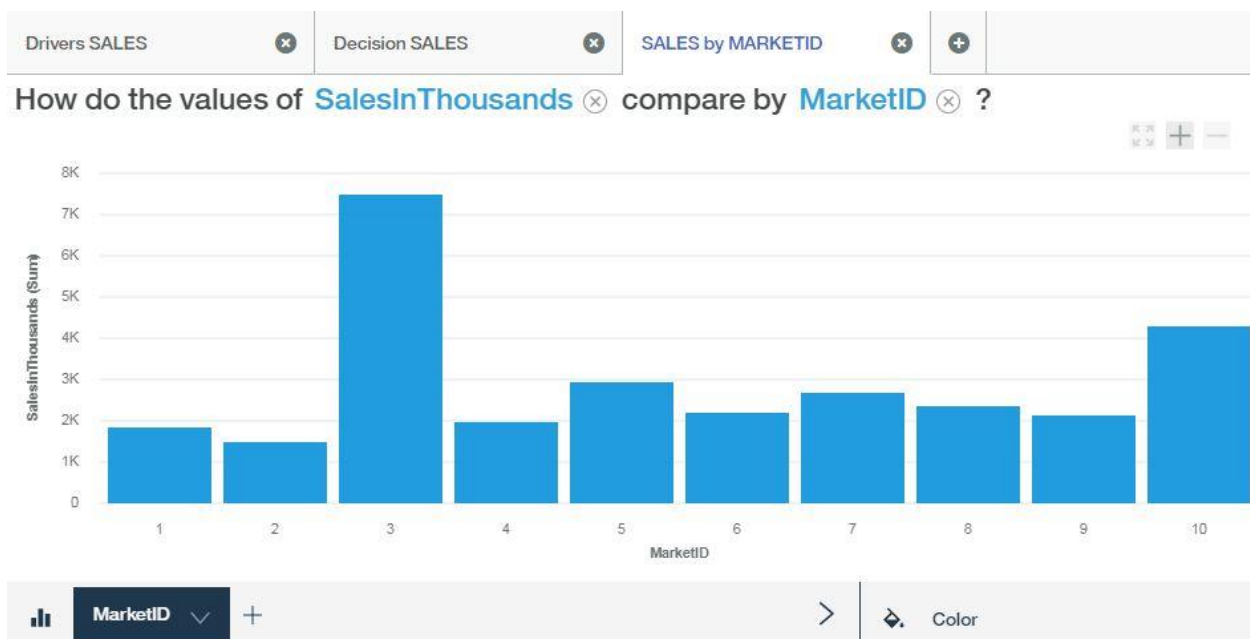 Drivers SALES
Decision SALES
SALES by MARKETID
How do the values of SalesInThousands compare by MarketID ?
SalesInThousands (Sum)
8K
7K
6K
5K
4K
3K
2K
1K
0
1 2 3 4 5 6 7 8 9 10
MarketID
MarketID
Color